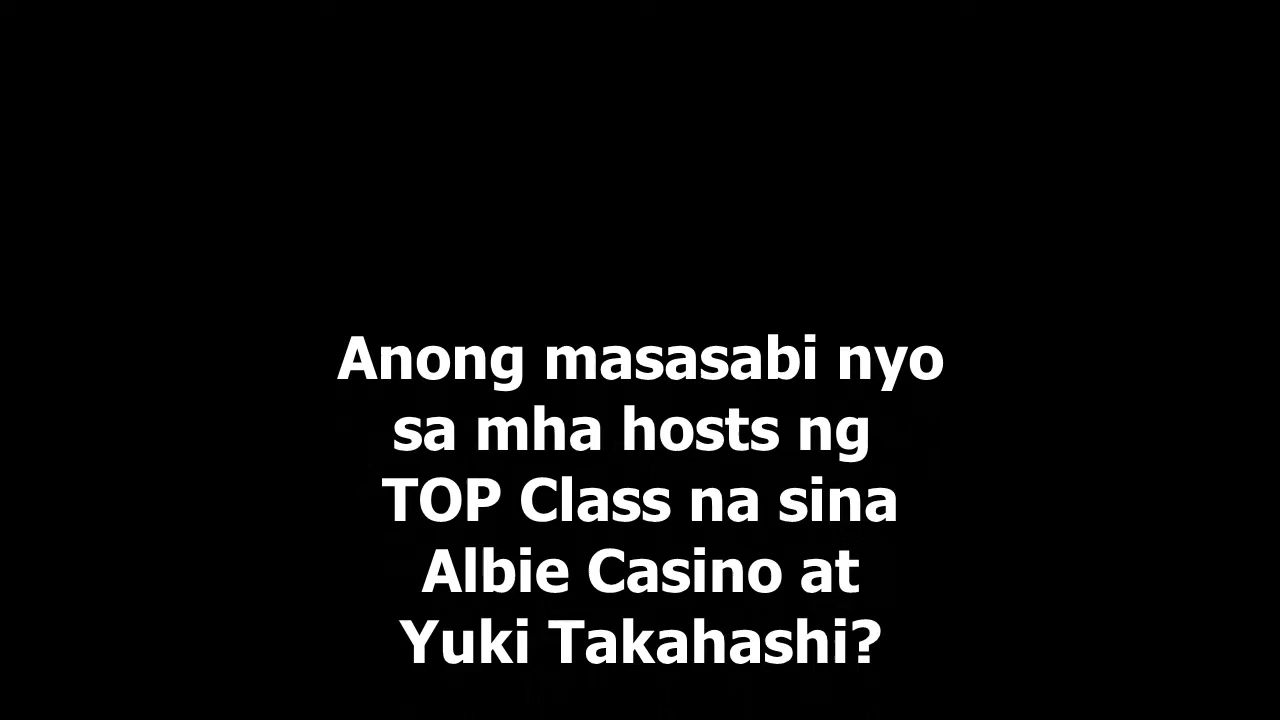 Anong masasabi nyo
sa mha hosts ng
TOP Class na sina
Albie Casino at
Yuki Takahashi?